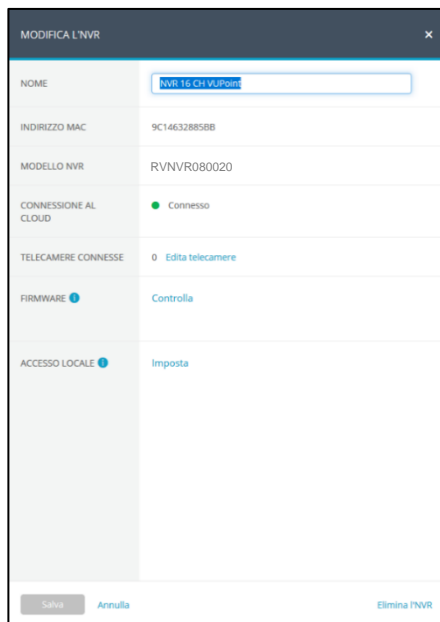 MODIFICA L'NVR ×
NOME NVR 16 CH VUPoint
INDIRIZZO MAC 9C14632885BB
MODELLO NVR RVNVR080020
CONNESSIONE AL
CLOUD
Connesso
TELECAMERE CONNESSE 0 Edita telecamere
FIRMWARE i Controlla
ACCESSO LOCALE i Imposta
Salva Annulla Elimina l'NVR